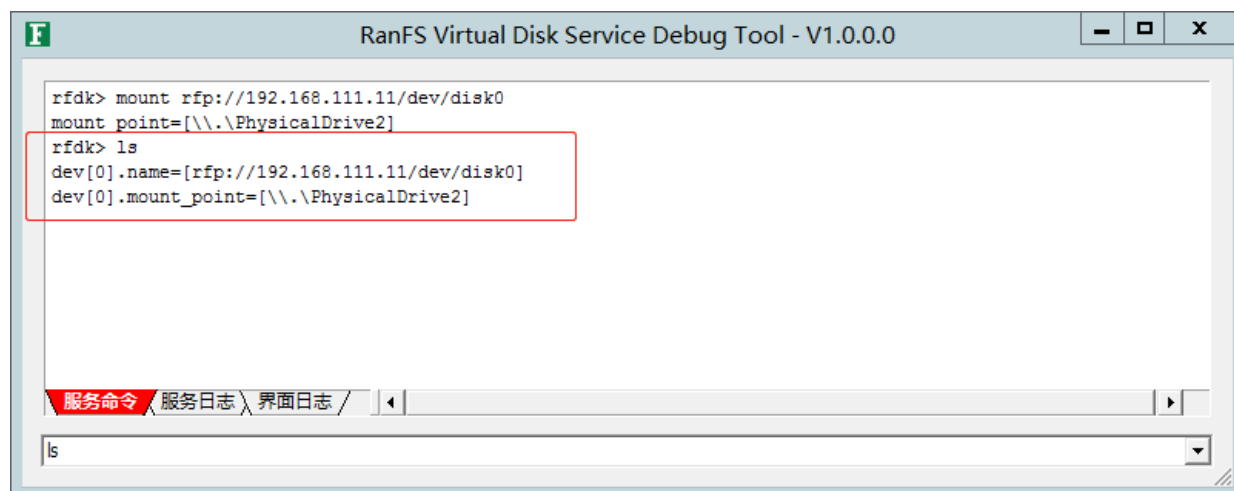 RanFS Virtual Disk Service Debug Tool - V1.0.0.0
rfdk> mount rfp://192.168.111.11/dev/disk0
mount point=[\\.\PhysicalDrive2]
rfdk> ls
dev[0].name=[rfp://192.168.111.11/dev/disk0]
dev[0].mount_point=[\\.\PhysicalDrive2]
服务命令 服务日志 界面日志
ls